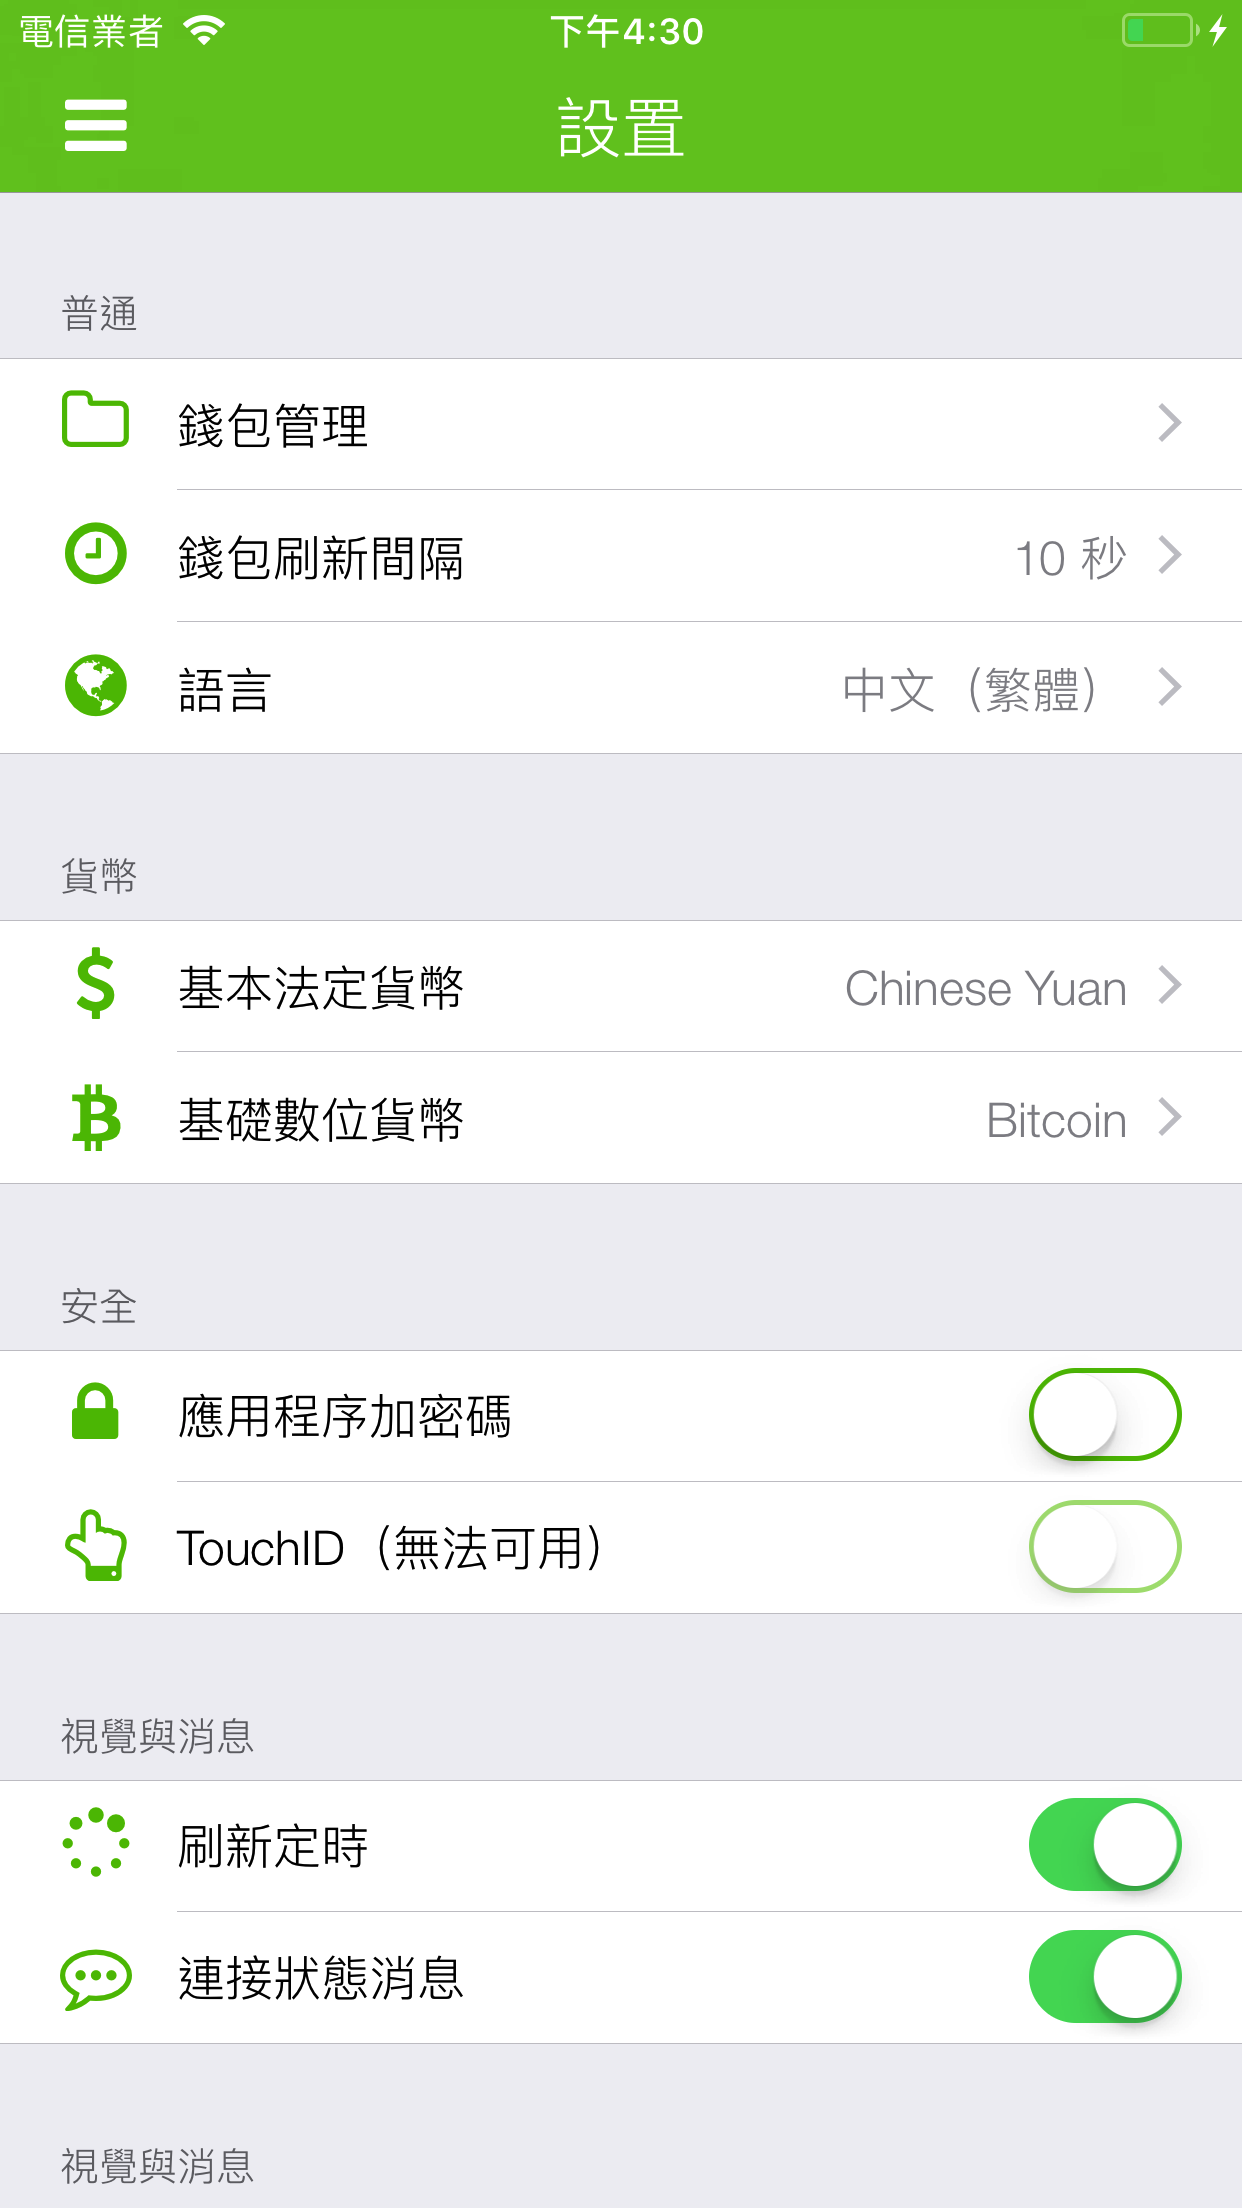 電信業者 下午4:30
設置
普通
錢包管理
錢包刷新間隔 10 秒
語言 中文（繁體）
貨幣
基本法定貨幣 Chinese Yuan
基礎數位貨幣 Bitcoin
安全
應用程序加密碼
TouchID（無法可用）
視覺與消息
刷新定時
連接狀態消息
視覺與消息